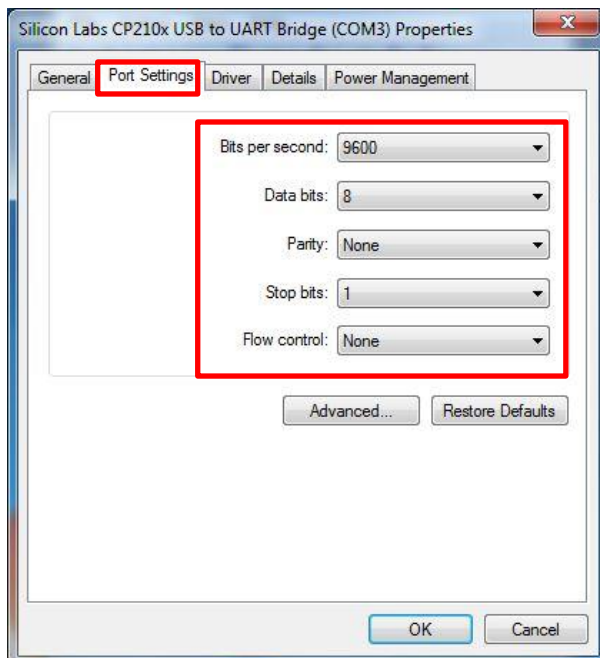 Silicon Labs CP210x USB to UART Bridge (COM3) Properties
General Port Settings Driver Details Power Management
Bits per second: 9600
Data bits: 8
Parity: None
Stop bits: 1
Flow control: None
Advanced... Restore Defaults
OK Cancel